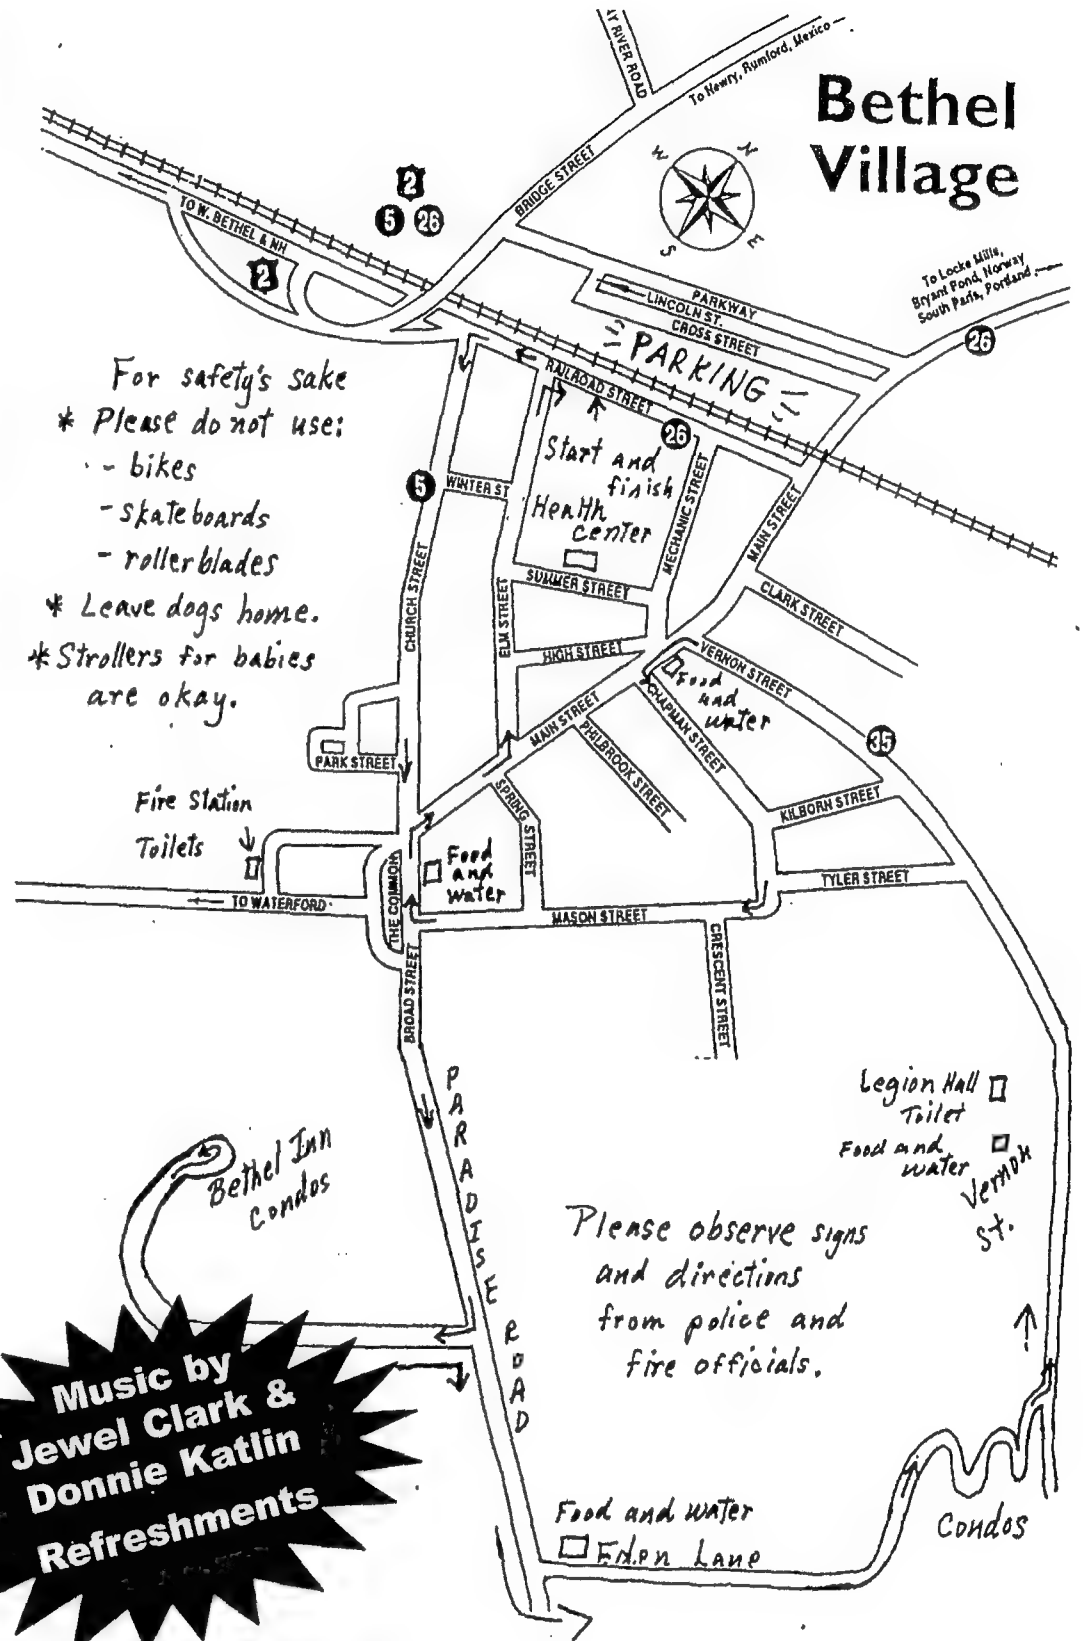 AY RIVER ROAD
To Newry, Rumford, Mexico
Bethel
Village
BRIDGE STREET
W
N
S
E
2
5
26
TO W. BETHEL & NH
2
To Locke Mills,
Bryant Pond, Norway
South Paris, Portland
26
PARKWAY
LINCOLN ST.
CROSS STREET
PARKING
RAILROAD STREET
26
For safety's sake
* Please do not use:
- bikes
- skateboards
- rollerblades
* Leave dogs home.
* Strollers for babies
are okay.
Start and
finish
Health
center
5
WINTER ST
CHURCH STREET
ELM STREET
SUMMER STREET
MECHANIC STREET
MAIN STREET
CLARK STREET
HIGH STREET
VERNON STREET
Food
and
water
CHAPMAN STREET
MAIN STREET
PHILBROOK STREET
35
PARK STREET
SPRING STREET
KILBORN STREET
Fire Station
Toilets
Food
and
water
TYLER STREET
TO WATERFORD
THE COMMON
MASON STREET
CRESCENT STREET
BROAD STREET
PARADISE ROAD
Legion Hall
Toilet
Food and
water
Vernon
St.
Bethel Inn
Condos
Please observe signs
and directions
from police and
fire officials.
Music by
Jewel Clark &
Donnie Katlin
Refreshments
Food and water
Eden Lane
Condos